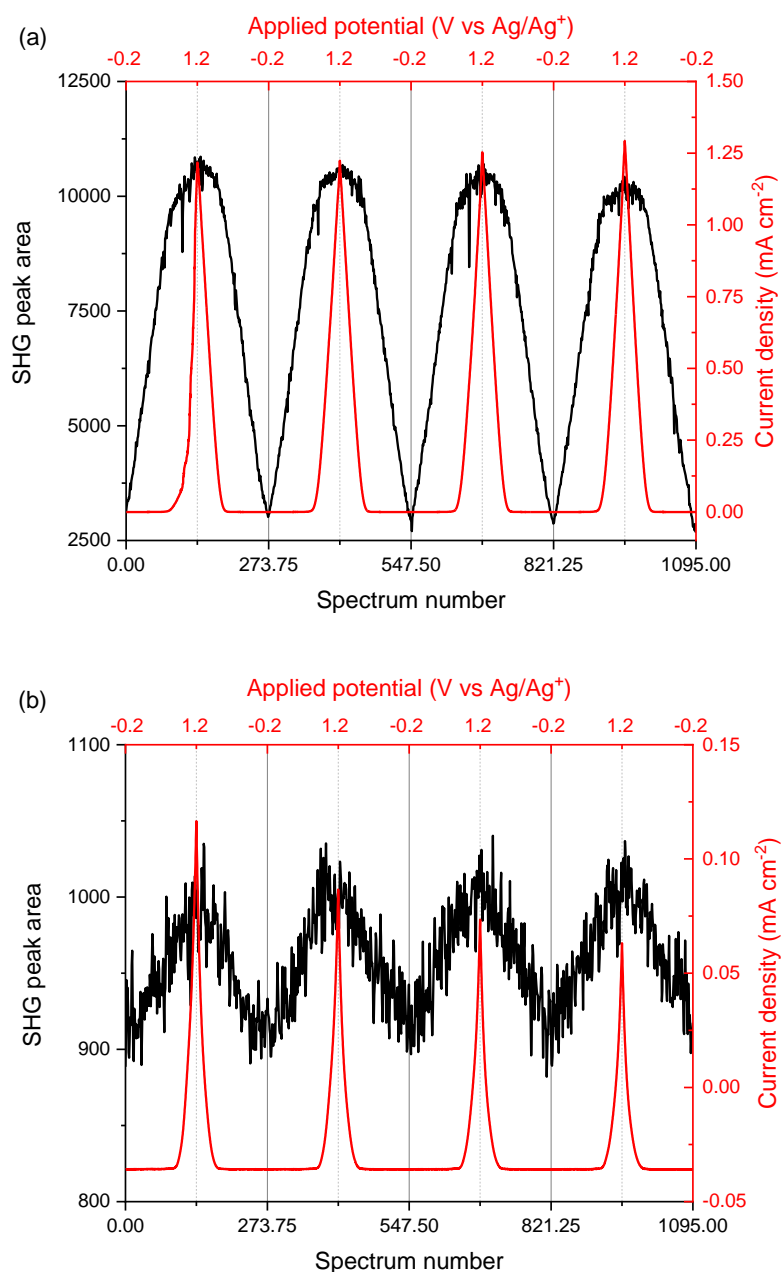 (a)
Applied potential (V vs Ag/Ag⁺)
-0.2 1.2 -0.2 1.2 -0.2 1.2 -0.2 1.2 -0.2
12500
10000
7500
5000
2500
SHG peak area
1.50
1.25
1.00
0.75
0.50
0.25
0.00
Current density (mA cm⁻²)
0.00 273.75 547.50 821.25 1095.00
Spectrum number
(b)
Applied potential (V vs Ag/Ag⁺)
-0.2 1.2 -0.2 1.2 -0.2 1.2 -0.2 1.2 -0.2
1100
1000
900
800
SHG peak area
0.15
0.10
0.05
0.00
-0.05
Current density (mA cm⁻²)
0.00 273.75 547.50 821.25 1095.00
Spectrum number